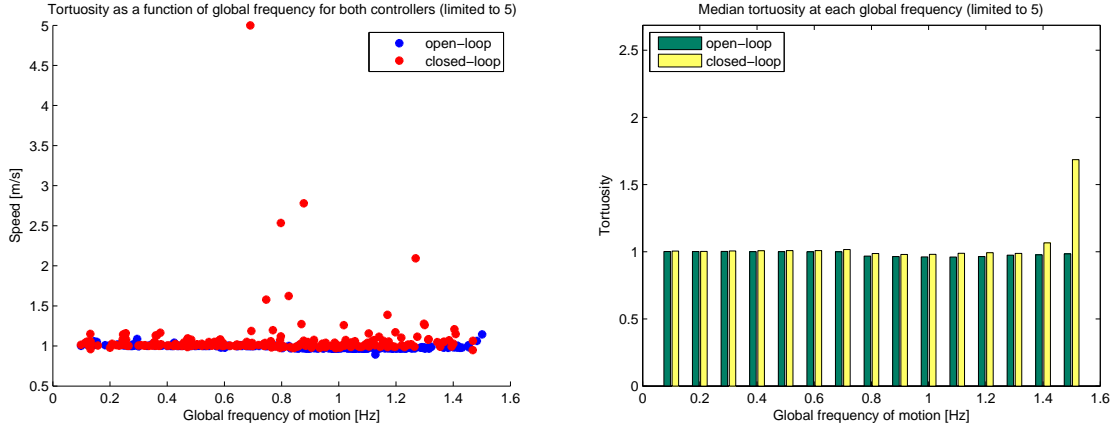 Tortuosity as a function of global frequency for both controllers (limited to 5)
5
4.5
4
3.5
3
2.5
2
1.5
1
0.5
Speed [m/s]
open-loop
closed-loop
0 0.2 0.4 0.6 0.8 1 1.2 1.4 1.6
Global frequency of motion [Hz]
Median tortuosity at each global frequency (limited to 5)
2.5
2
1.5
1
0.5
0
Tortuosity
open-loop
closed-loop
0 0.2 0.4 0.6 0.8 1 1.2 1.4 1.6
Global frequency of motion [Hz]